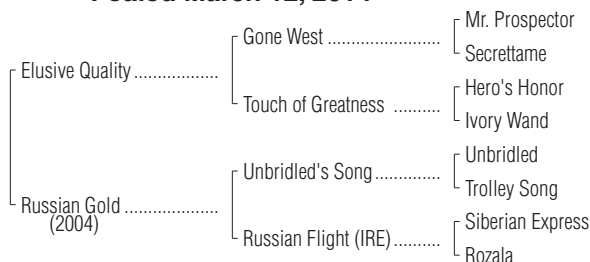 Foaled March 12,
Mr. Prospector
Gone West ........................
Secrettame
Elusive Quality ..................
Hero's Honor
Touch of Greatness ..........
Ivory Wand
Unbridled
Unbridled's Song ..............
Trolley Song
Russian Gold ....................
(2004)
Siberian Express
Russian Flight (IRE) ..........
Rozala